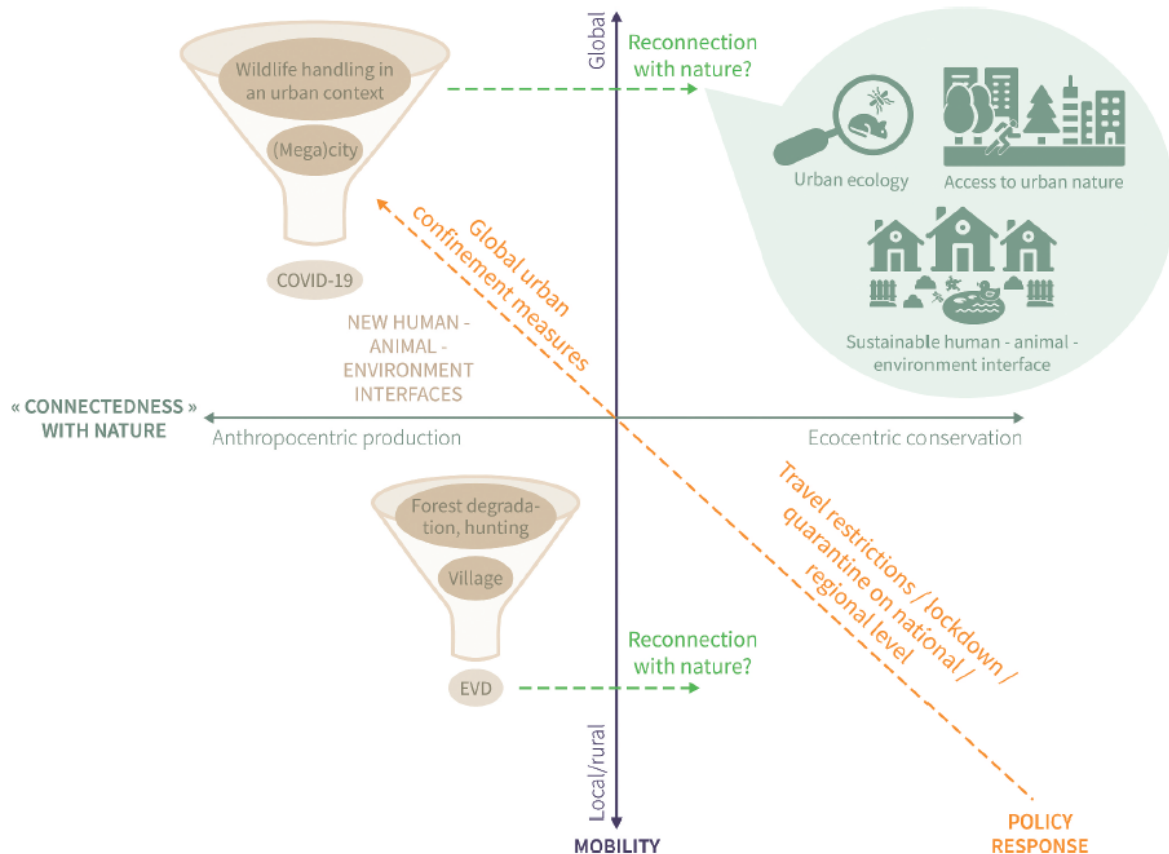 Global
Reconnection
with nature?
Wildlife handling in
an urban context
(Mega)city
COVID-19
Urban ecology
Access to urban nature
Sustainable human - animal -
environment interface
Global urban
confinement measures
NEW HUMAN -
ANIMAL -
ENVIRONMENT
INTERFACES
« CONNECTEDNESS »
WITH NATURE
Anthropocentric production
Ecocentric conservation
Forest degrada-
tion, hunting
Village
EVD
Reconnection
with nature?
Travel restrictions / lockdown /
quarantine on national /
regional level
Local/rural
MOBILITY
POLICY
RESPONSE